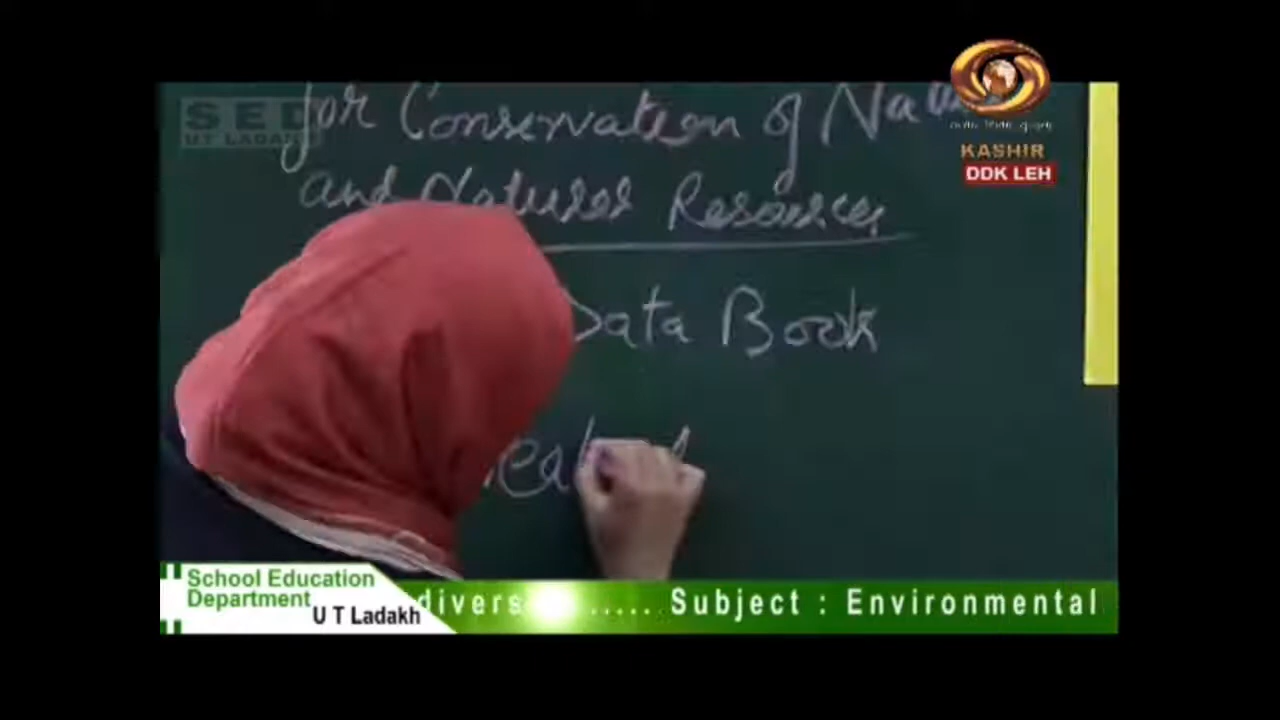 SED
UT LADAKH
for Conservation of
and Natural Resources
Data Book
KASHIR
DDK LEH
School Education
Department
U T Ladakh
divers ...... Subject : Environmental